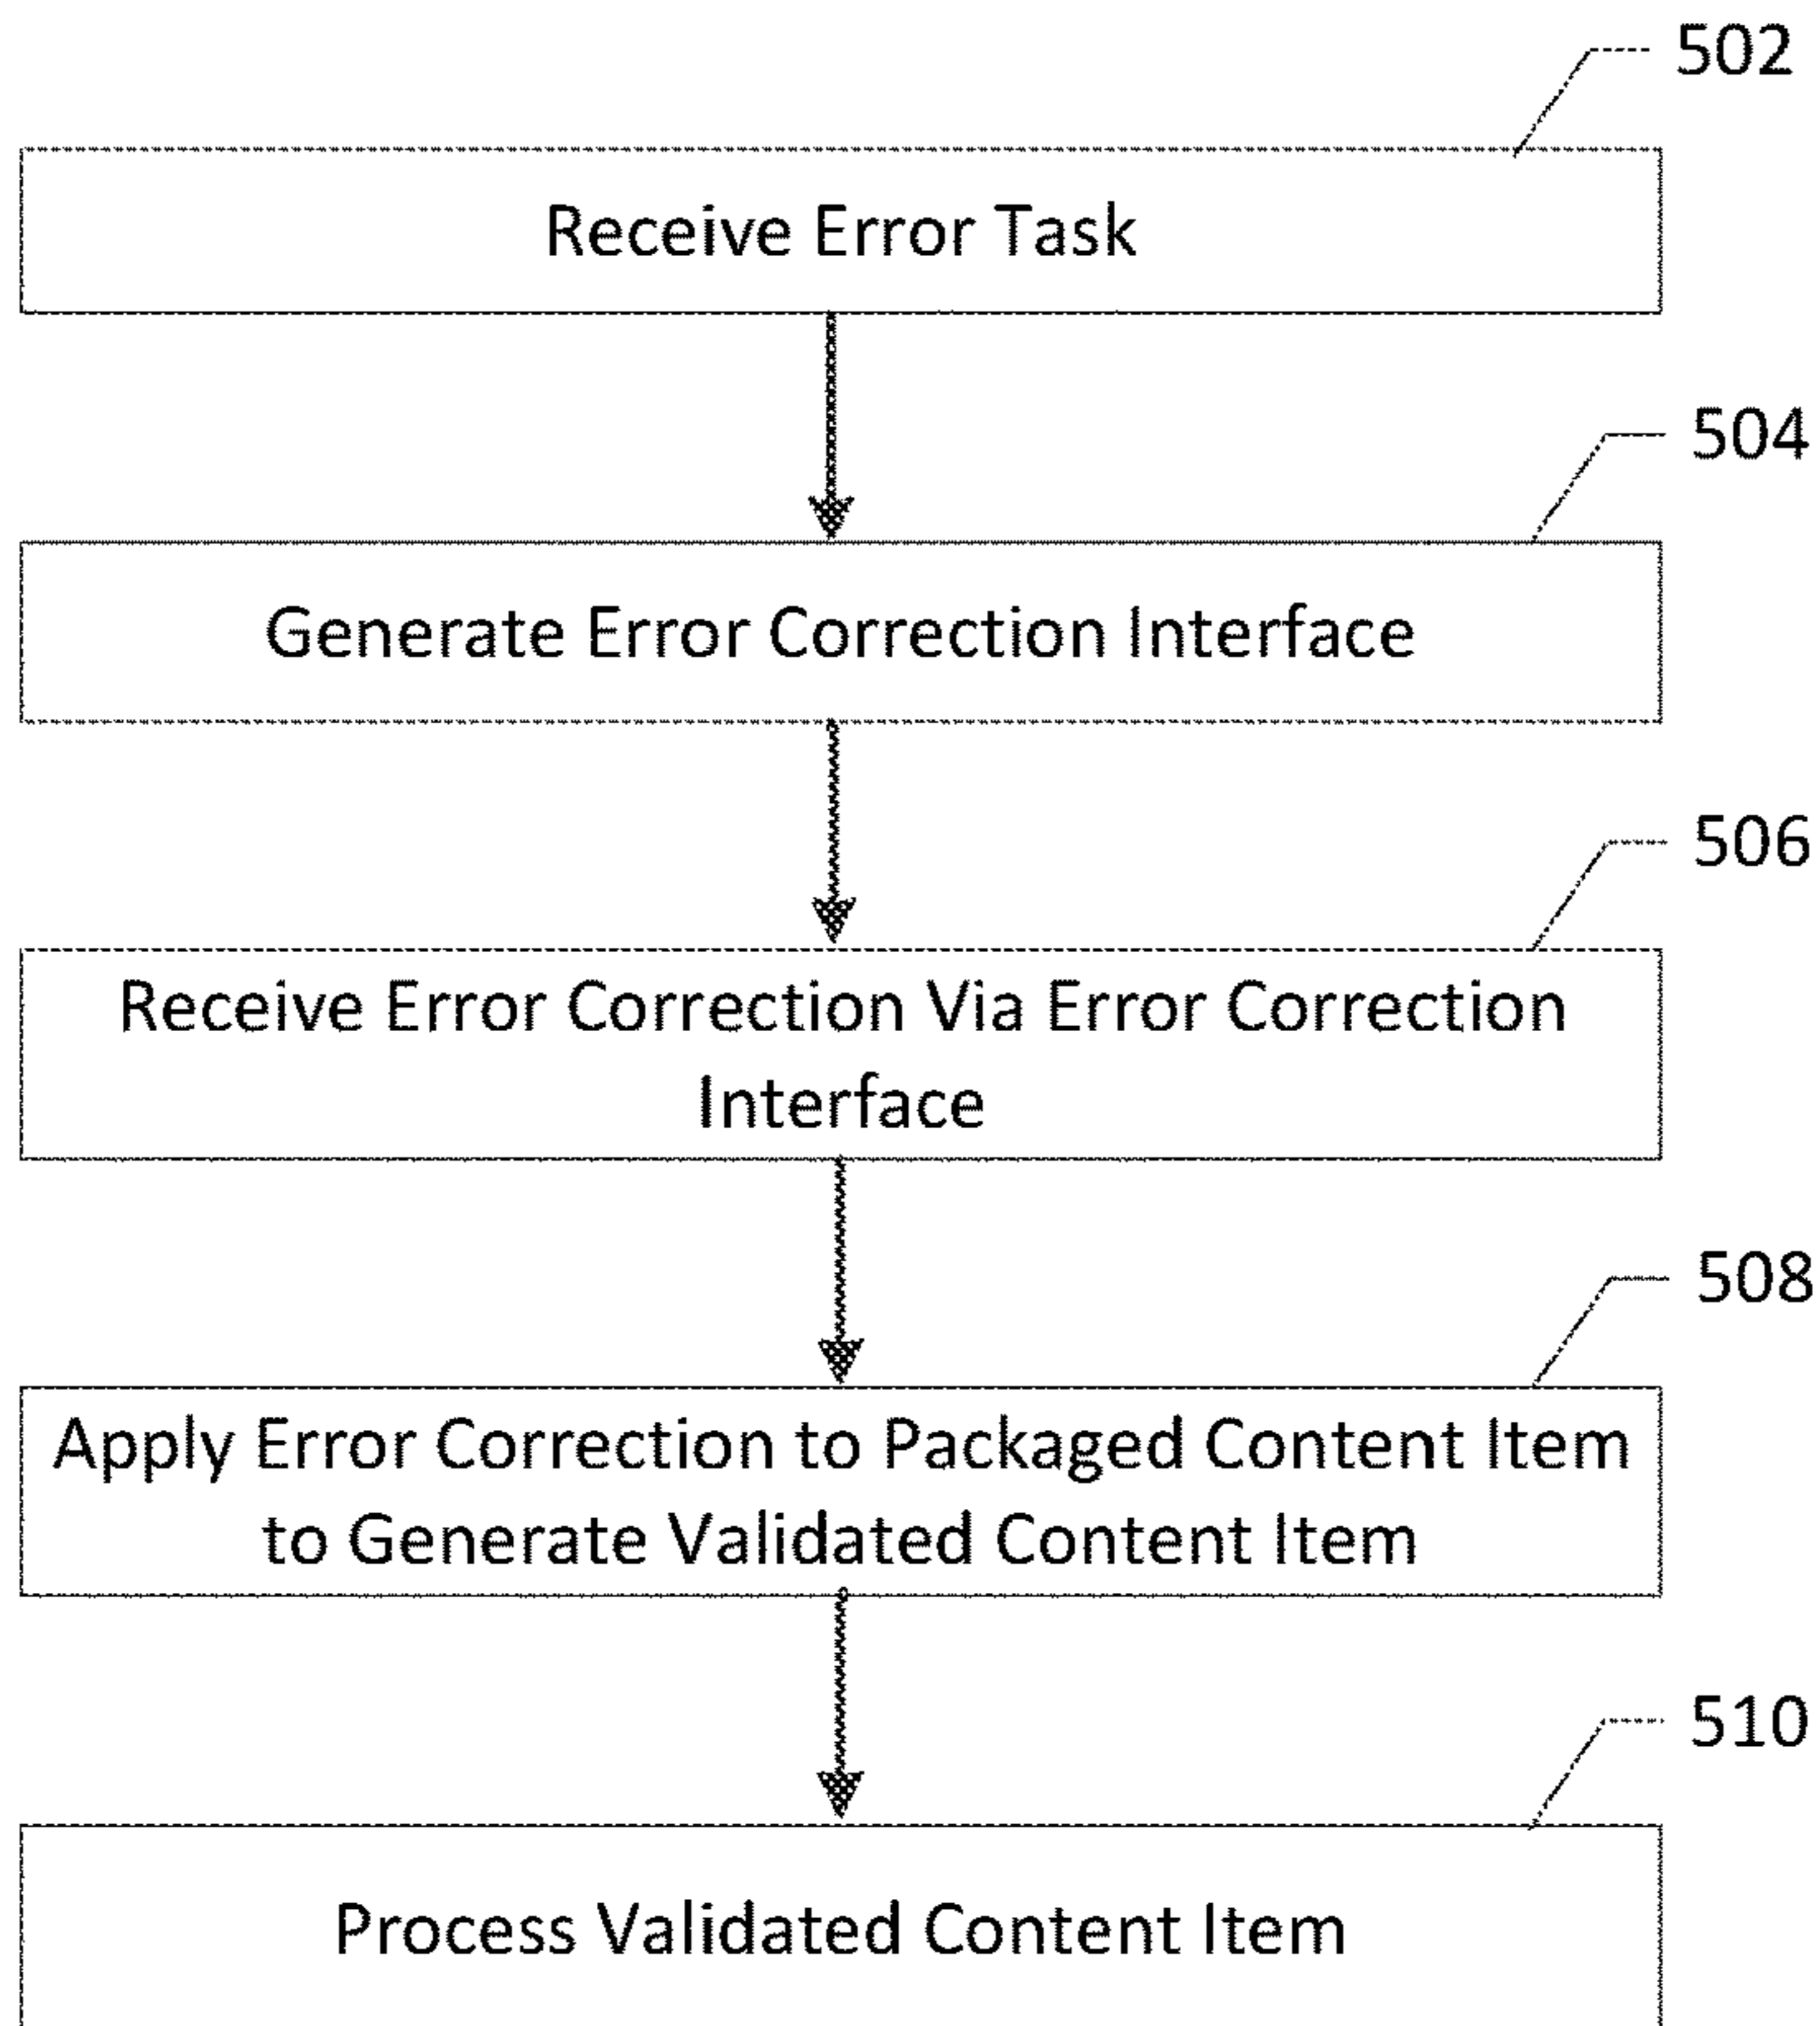 502
Receive Error Task
504
Generate Error Correction Interface
506
Receive Error Correction Via Error Correction
Interface
508
Apply Error Correction to Packaged Content Item
to Generate Validated Content Item
510
Process Validated Content Item